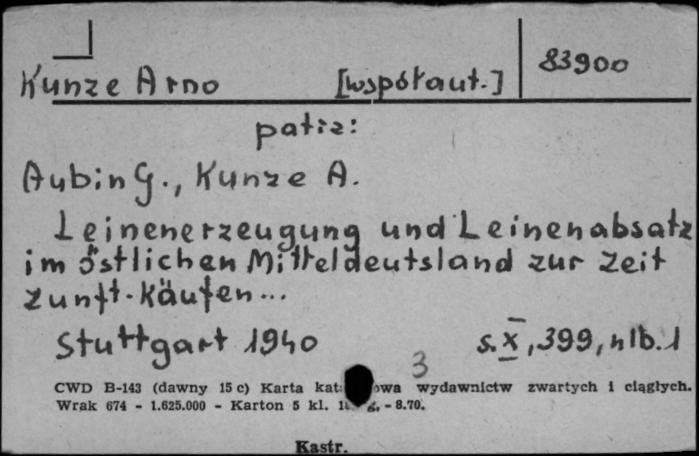 Kunze Arno [współaut.] 83900
patrz:
Aubin G., Kunze A.
Leinenerzeugung und Leinenabsatz
im östlichen Mitteldeutsland zur Zeit
Zunft-Käufen...
Stuttgart 1940 s. X, 399, nlb. 1
3
CWD B-143 (dawny 15 c) Karta kat owa wydawnictw zwartych i ciągłych.
Wrak 674 - 1.625.000 - Karton 5 kl. g. - 8.70.
Kastr.